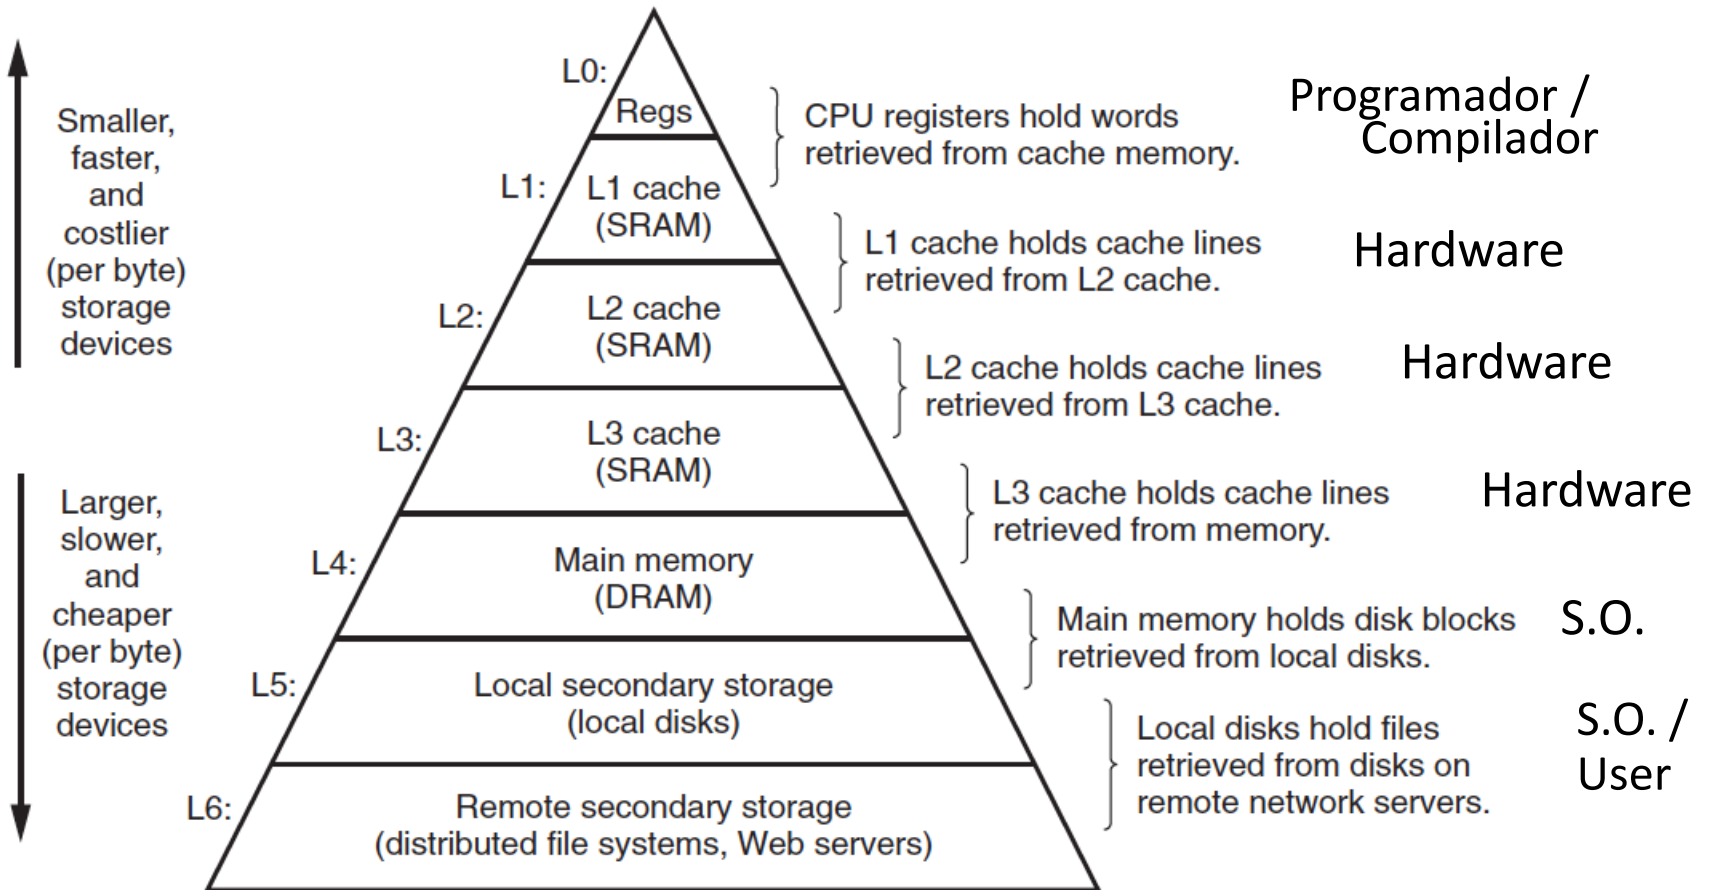 Smaller,
faster,
and
costlier
(per byte)
storage
devices
Larger,
slower,
and
cheaper
(per byte)
storage
devices
L0:
Regs
CPU registers hold words
retrieved from cache memory.
Programador /
Compilador
L1:
L1 cache
(SRAM)
L1 cache holds cache lines
retrieved from L2 cache.
Hardware
L2:
L2 cache
(SRAM)
L2 cache holds cache lines
retrieved from L3 cache.
Hardware
L3:
L3 cache
(SRAM)
L3 cache holds cache lines
retrieved from memory.
Hardware
L4:
Main memory
(DRAM)
Main memory holds disk blocks
retrieved from local disks.
S.O.
L5:
Local secondary storage
(local disks)
Local disks hold files
retrieved from disks on
remote network servers.
S.O. /
User
L6:
Remote secondary storage
(distributed file systems, Web servers)